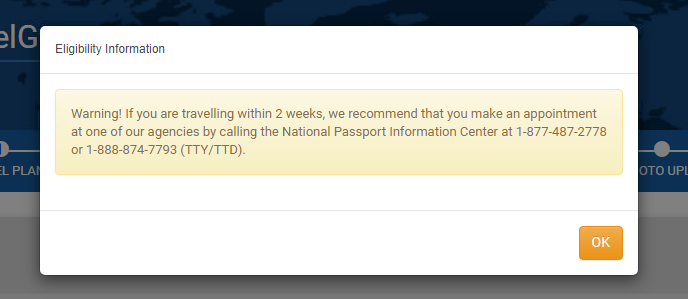 elG
Eligibility Information
Warning! If you are travelling within 2 weeks, we recommend that you make an appointment
at one of our agencies by calling the National Passport Information Center at 1-877-487-2778
or 1-888-874-7793 (TTY/TTD).
EL PLAN
OTO UPL
OK